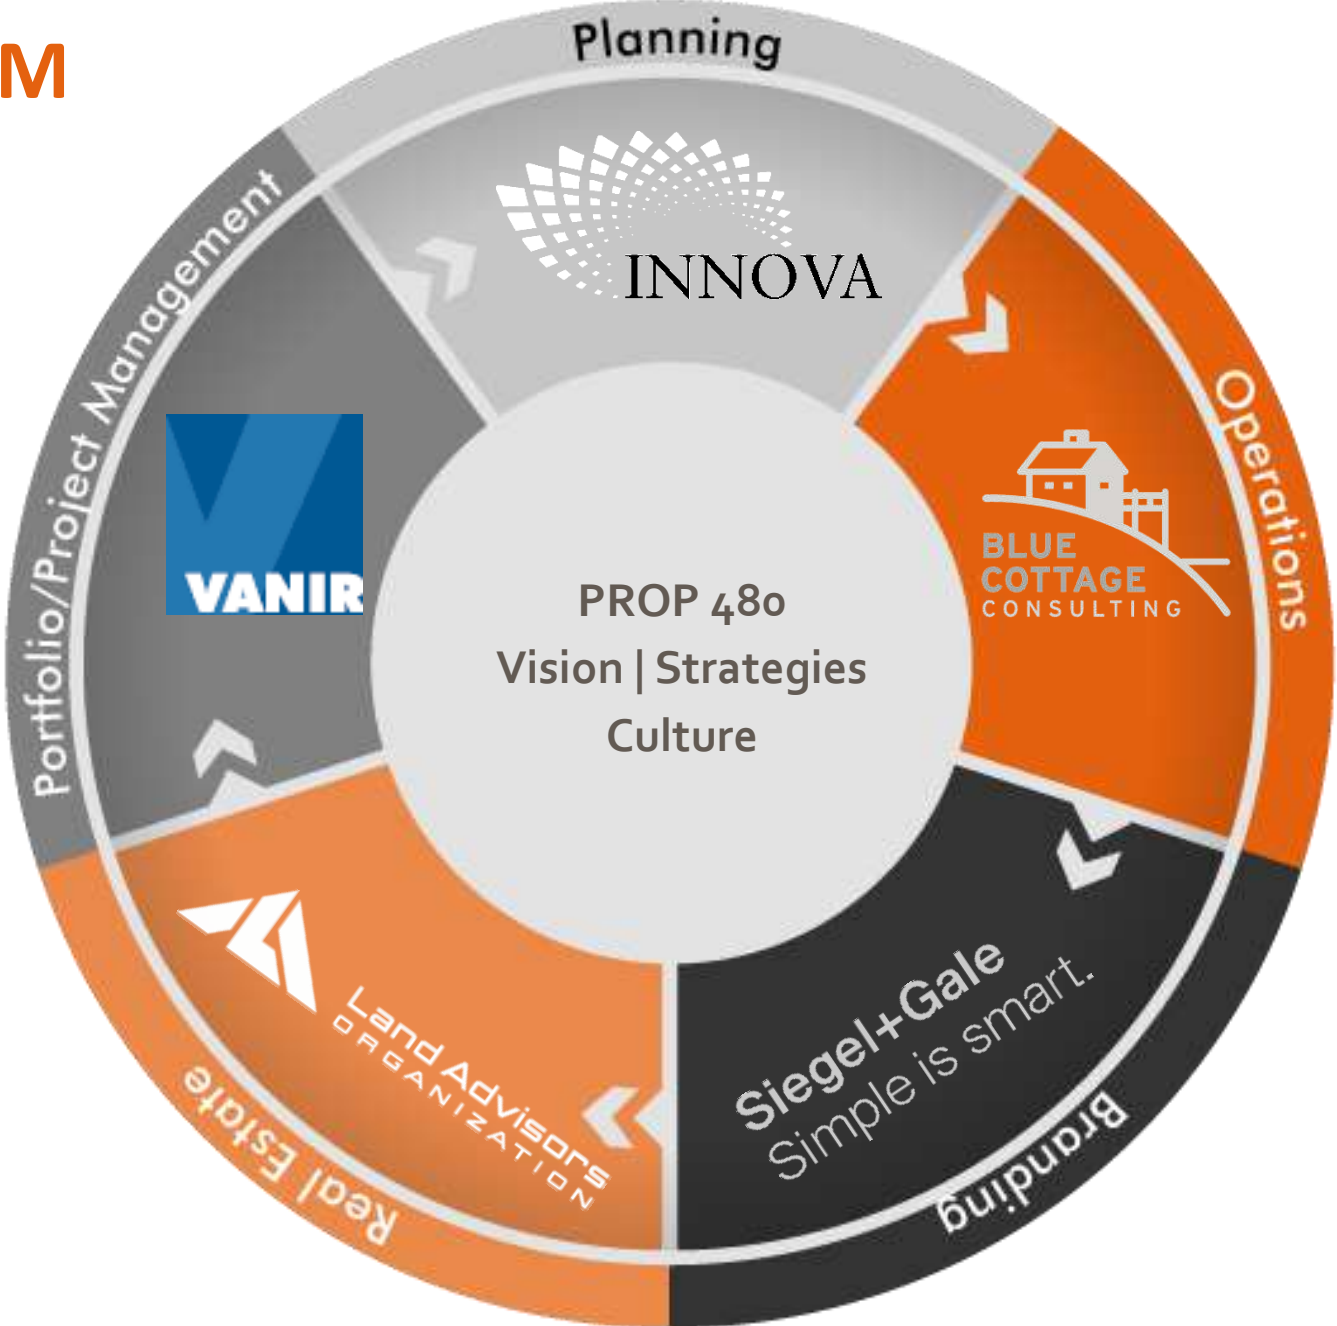 M
Planning
INNOVA
Operations
BLUE
COTTAGE
CONSULTING
Branding
Siegel+Gale
Simple is smart.
Real Estate
Land Advisors
ORGANIZATION
Portfolio/Project Management
VANIR
PROP 480
Vision | Strategies
Culture